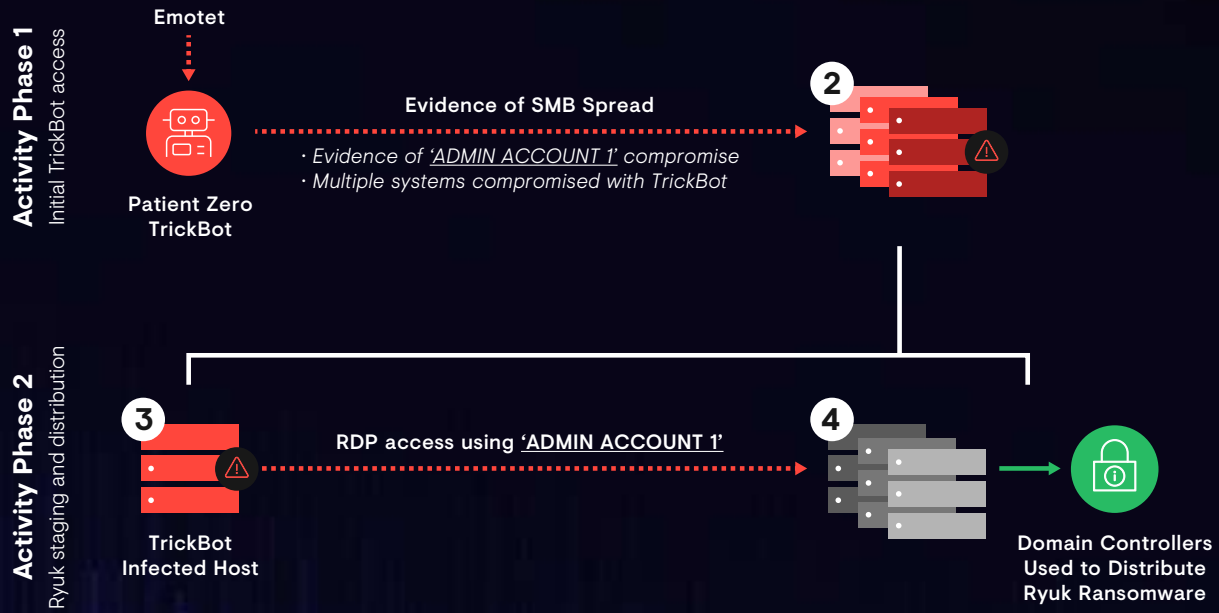 Activity Phase 1
Initial TrickBot access
Emotet
Patient Zero
TrickBot
Evidence of SMB Spread
· Evidence of ‘ADMIN ACCOUNT 1’ compromise
· Multiple systems compromised with TrickBot
2
Activity Phase 2
Ryuk staging and distribution
3
TrickBot
Infected Host
RDP access using ‘ADMIN ACCOUNT 1’
4
Domain Controllers
Used to Distribute
Ryuk Ransomware